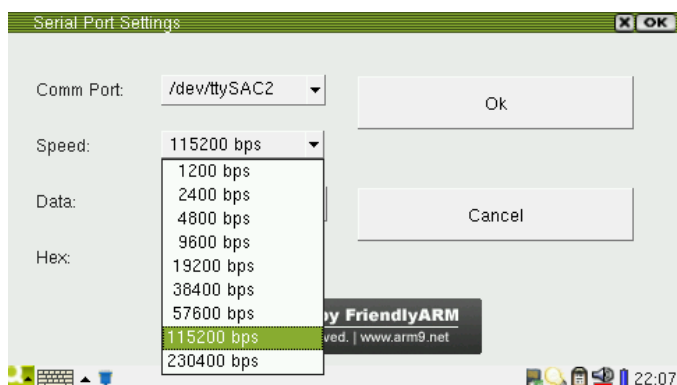 Serial Port Settings
X OK
Comm Port:
/dev/ttySAC2
Ok
Speed:
115200 bps
1200 bps
2400 bps
4800 bps
9600 bps
19200 bps
38400 bps
57600 bps
115200 bps
230400 bps
Data:
Cancel
Hex:
by FriendlyARM
ved. | www.arm9.net
22:07